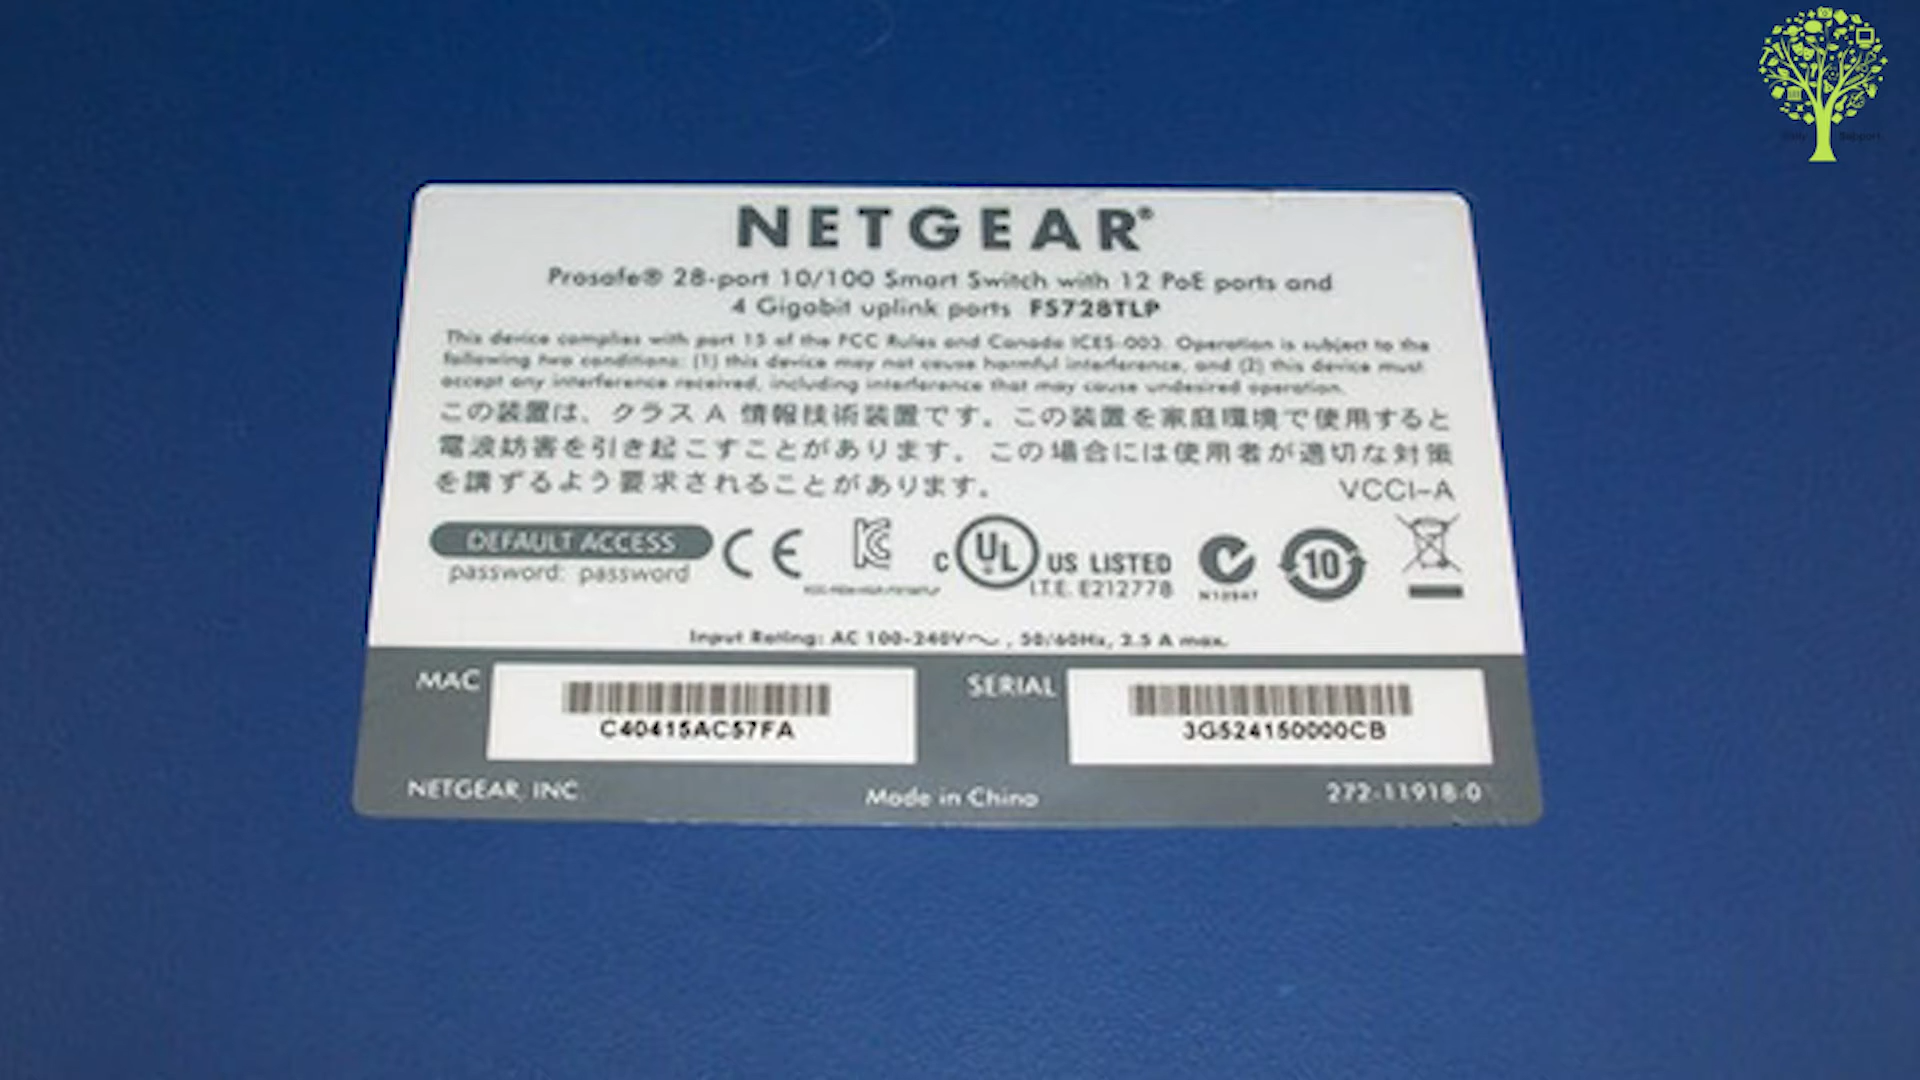 NETGEAR®
Prosafe® 28-port 10/100 Smart Switch with 12 PoE ports and
4 Gigabit uplink ports FS728TLP
This device complies with part 15 of the FCC Rules and Canada ICES-003. Operation is subject to the
following two conditions: (1) this device may not cause harmful interference, and (2) this device must
accept any interference received, including interference that may cause undesired operation.
この装置は、クラスA 情報技術装置です。この装置を家庭環境で使用すると
電波妨害を引き起こすことがあります。この場合には使用者が適切な対策
を講ずるよう要求されることがあります。
VCCI-A
DEFAULT ACCESS
password: password
CE
C UL US LISTED
I.T.E. E212778
N10947
10
Input Rating: AC 100-240V～, 50/60Hz, 2.5 A max.
MAC
C40415AC57FA
SERIAL
3G524150000CB
NETGEAR, INC
Made in China
272-11918-0
Support